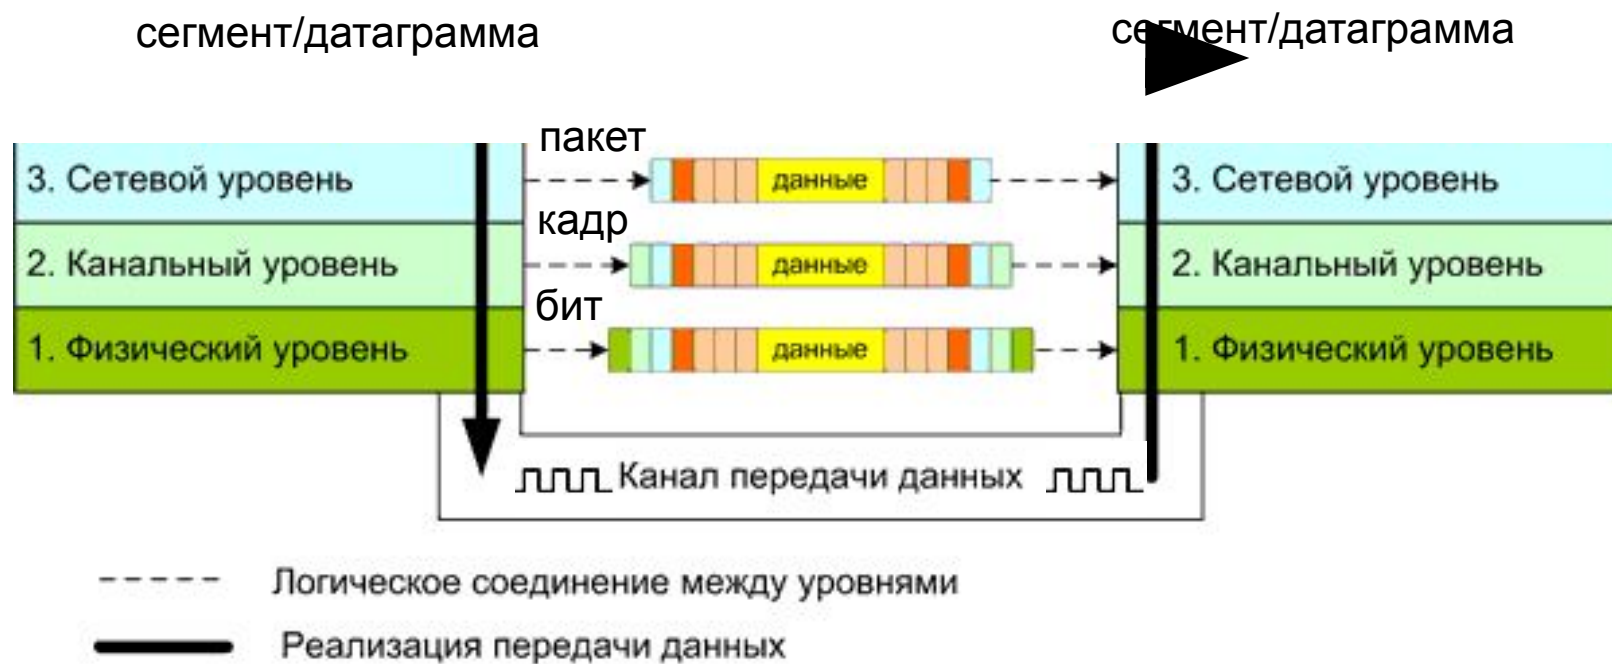 сегмент/датаграмма
сегмент/датаграмма
пакет
3. Сетевой уровень
данные
3. Сетевой уровень
кадр
2. Канальный уровень
данные
2. Канальный уровень
бит
1. Физический уровень
данные
1. Физический уровень
Канал передачи данных
Логическое соединение между уровнями
Реализация передачи данных